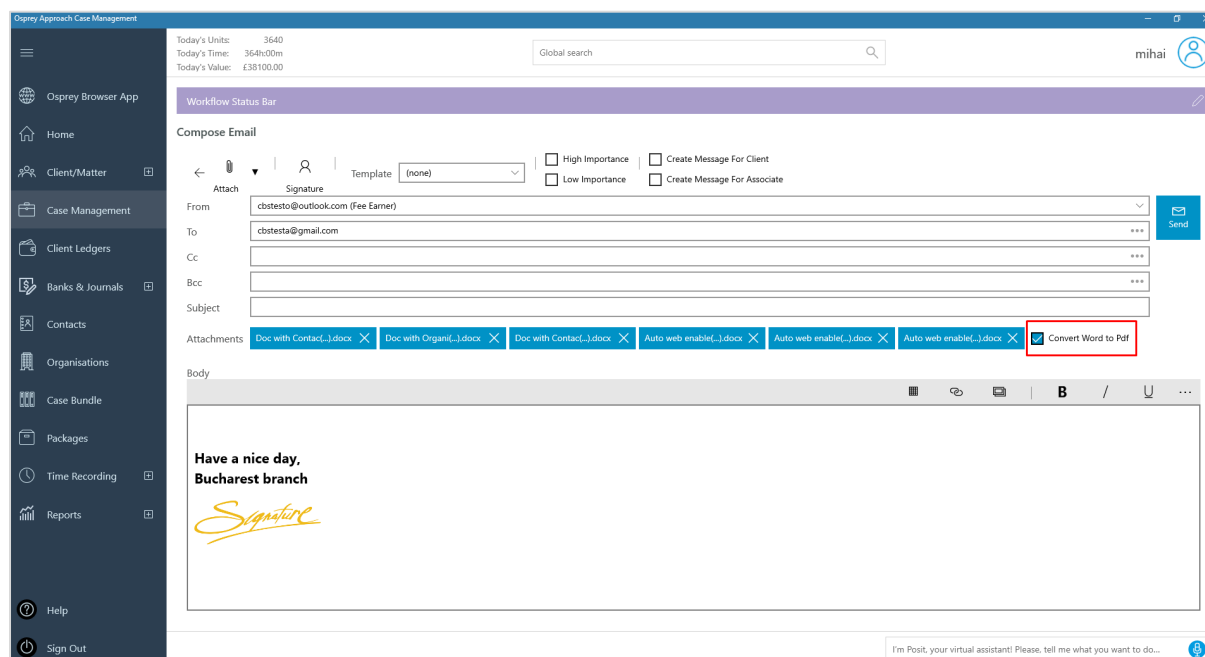 Osprey Approach Case Management
Today's Units: 3640
Today's Time: 364h:00m
Today's Value: £38100.00
Global search
mihai
Osprey Browser App
Home
Client/Matter
Case Management
Client Ledgers
Banks & Journals
Contacts
Organisations
Case Bundle
Packages
Time Recording
Reports
Help
Sign Out
Workflow Status Bar
Compose Email
Attach
Signature
Template (none)
High Importance
Create Message For Client
Low Importance
Create Message For Associate
From cbstesto@outlook.com (Fee Earner)
Send
To cbstesta@gmail.com
Cc
Bcc
Subject
Attachments Doc with Contac(...).docx Doc with Organi(...).docx Doc with Contac(...).docx Auto web enable(...).docx Auto web enable(...).docx Auto web enable(...).docx Convert Word to Pdf
Body
B / U ...
Have a nice day,
Bucharest branch
Signature
I'm Posit, your virtual assistant! Please, tell me what you want to do...